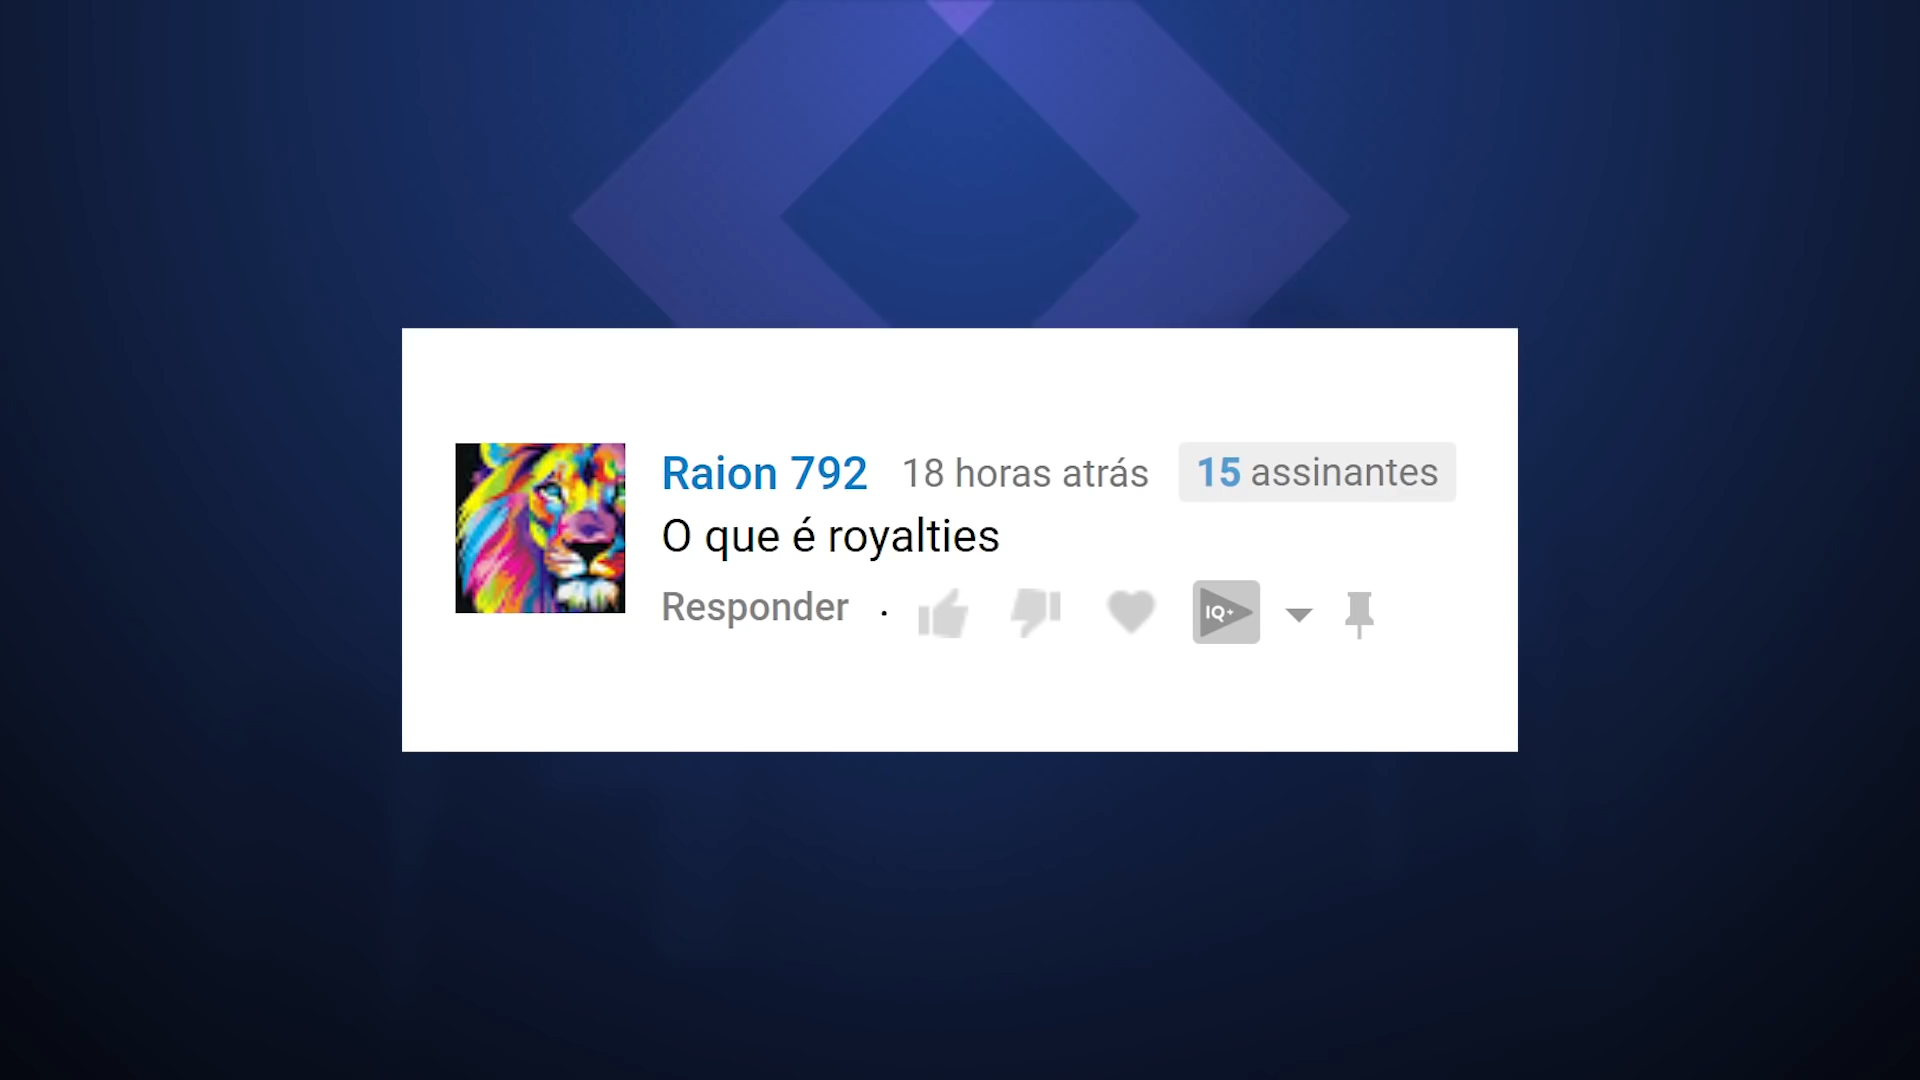 Raion 792 18 horas atrás 15 assinantes
O que é royalties
Responder · IQ+